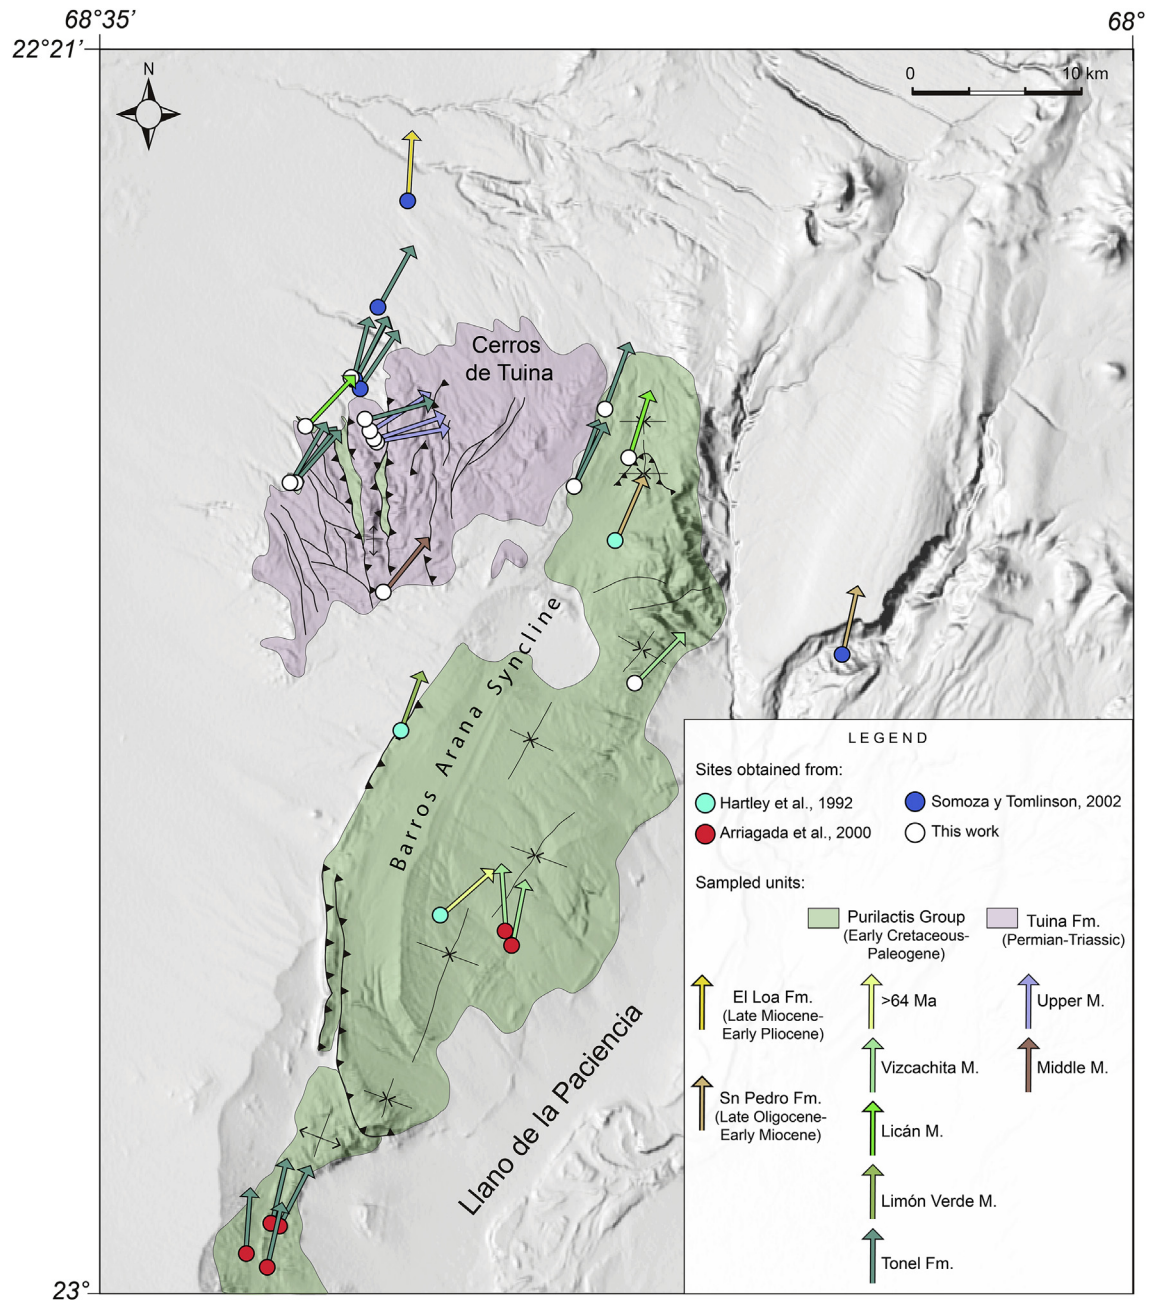 68°35’
68°
22°21’
N
0
10 km
Cerros
de Tuina
Barros Arana Syncline
Llano de la Paciencia
23°
LEGEND
Sites obtained from:
Hartley et al., 1992
Somoza y Tomlinson, 2002
Arriagada et al., 2000
This work
Sampled units:
Purilactis Group
(Early Cretaceous-
Paleogene)
Tuina Fm.
(Permian-Triassic)
El Loa Fm.
(Late Miocene-
Early Pliocene)
>64 Ma
Upper M.
Vizcachita M.
Middle M.
Sn Pedro Fm.
(Late Oligocene-
Early Miocene)
Licán M.
Limón Verde M.
Tonel Fm.